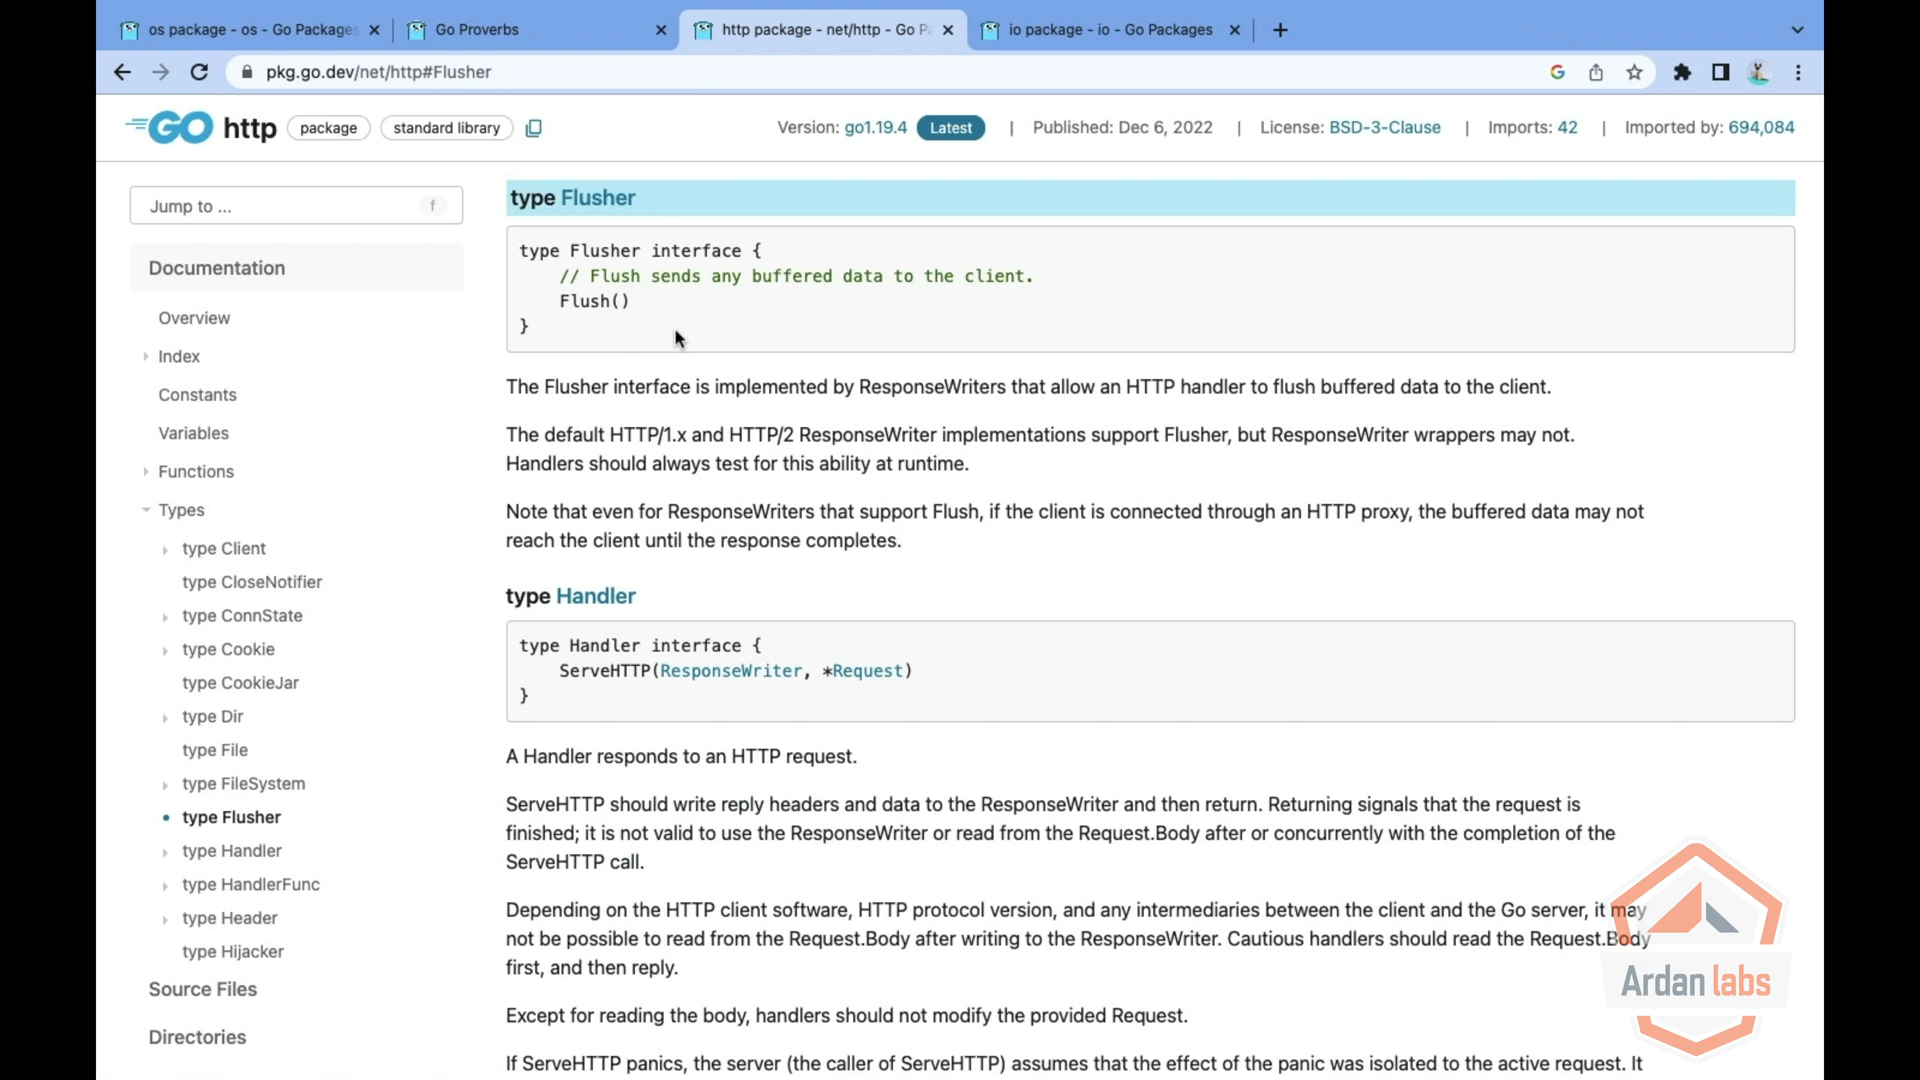 os package - os - Go Packages
Go Proverbs
http package - net/http - Go Pa
io package - io - Go Packages
pkg.go.dev/net/http#Flusher
GO http package standard library
Version: go1.19.4 Latest | Published: Dec 6, 2022 | License: BSD-3-Clause | Imports: 42 | Imported by: 694,084
Jump to ... f
Documentation
Overview
Index
Constants
Variables
Functions
Types
type Client
type CloseNotifier
type ConnState
type Cookie
type CookieJar
type Dir
type File
type FileSystem
type Flusher
type Handler
type HandlerFunc
type Header
type Hijacker
Source Files
Directories
type Flusher
type Flusher interface {
// Flush sends any buffered data to the client.
Flush()
}
The Flusher interface is implemented by ResponseWriters that allow an HTTP handler to flush buffered data to the client.
The default HTTP/1.x and HTTP/2 ResponseWriter implementations support Flusher, but ResponseWriter wrappers may not.
Handlers should always test for this ability at runtime.
Note that even for ResponseWriters that support Flush, if the client is connected through an HTTP proxy, the buffered data may not
reach the client until the response completes.
type Handler
type Handler interface {
ServeHTTP(ResponseWriter, *Request)
}
A Handler responds to an HTTP request.
ServeHTTP should write reply headers and data to the ResponseWriter and then return. Returning signals that the request is
finished; it is not valid to use the ResponseWriter or read from the Request.Body after or concurrently with the completion of the
ServeHTTP call.
Depending on the HTTP client software, HTTP protocol version, and any intermediaries between the client and the Go server, it may
not be possible to read from the Request.Body after writing to the ResponseWriter. Cautious handlers should read the Request.Body
first, and then reply.
Except for reading the body, handlers should not modify the provided Request.
If ServeHTTP panics, the server (the caller of ServeHTTP) assumes that the effect of the panic was isolated to the active request. It
Ardan labs